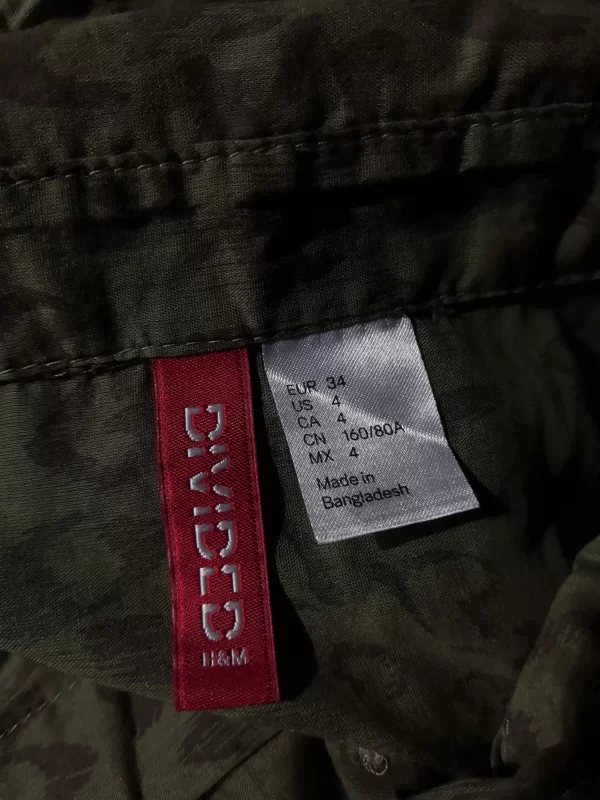 DIVIDED
H&M
EUR 34
US 4
CA 4
CN 160/80A
MX 4
Made in
Bangladesh